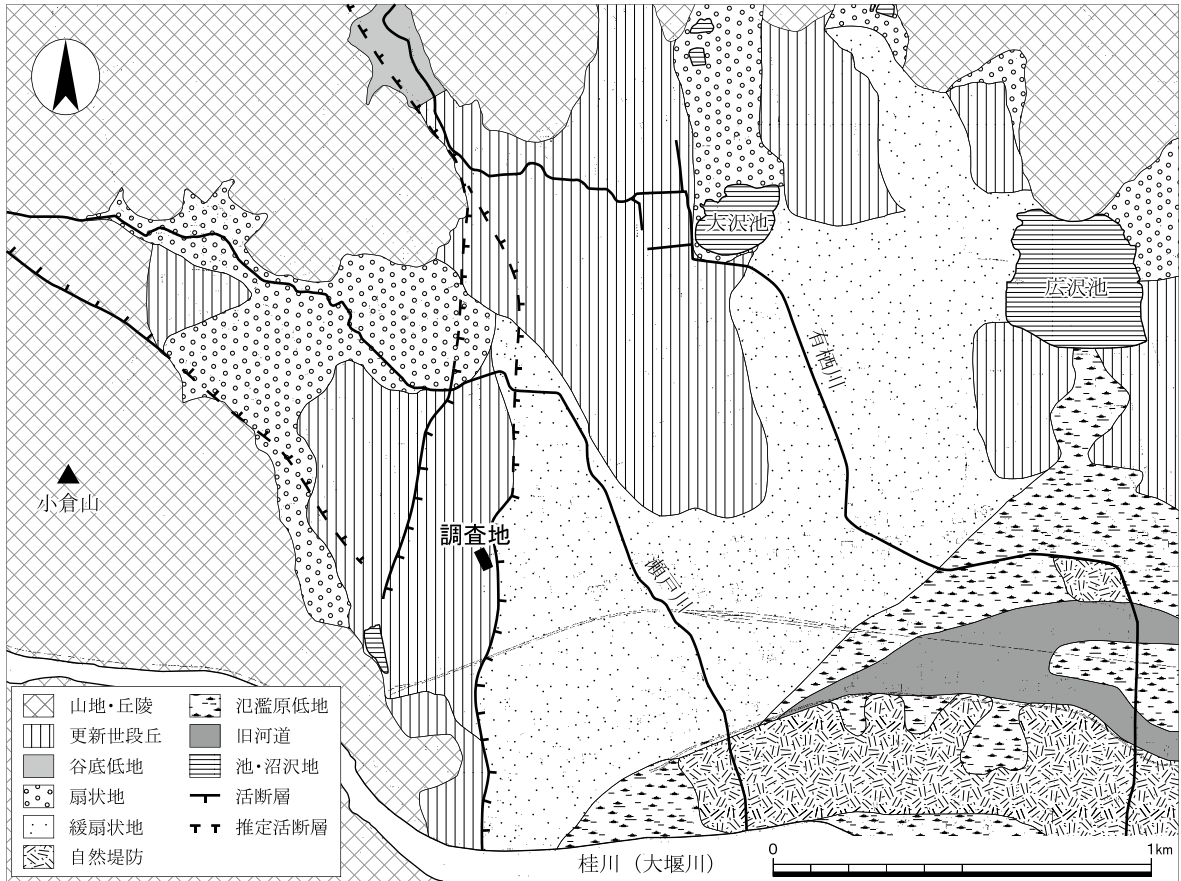 大沢池
広沢池
有栖川
小倉山
調査地
瀬戸川
山地・丘陵
更新世段丘
谷底低地
扇状地
緩扇状地
自然堤防
氾濫原低地
旧河道
池・沼沢地
活断層
推定活断層
桂川（大堰川）
0
1km